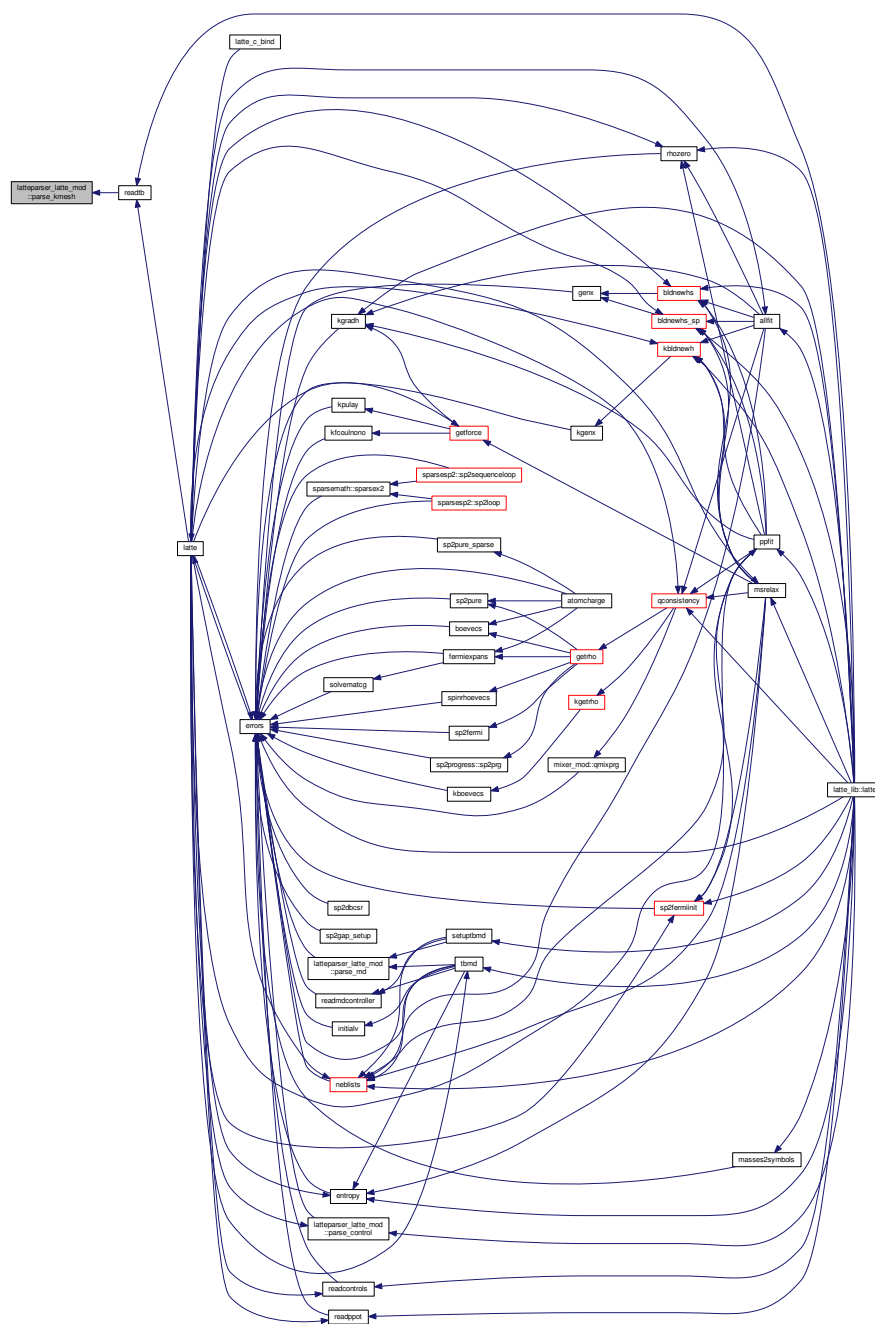 latte_c_bind
rhozero
latteparser_latte_mod
::parse_kmesh
readtb
genx
bldnewhs
kgradh
bldnewhs_sp
allfit
kbldnewh
kpulay
kfcoulnono
getforce
kgenx
sparsesp2::sp2sequenceloop
sparsemath::sparsex2
sparsesp2::sp2loop
latte
sp2pure_sparse
ppfit
msrelax
sp2pure
atomcharge
qconsistency
boevecs
fermiexpans
getrho
solvematcg
spinrhoevecs
kgetrho
errors
sp2fermi
sp2progress::sp2prg
mixer_mod::qmixprg
kboevecs
latte_lib::latte
sp2dbcsr
sp2fermiinit
sp2gap_setup
setuptbmd
latteparser_latte_mod
::parse_md
tbmd
readmdcontroller
initialv
neblists
masses2symbols
entropy
latteparser_latte_mod
::parse_control
readcontrols
readppot